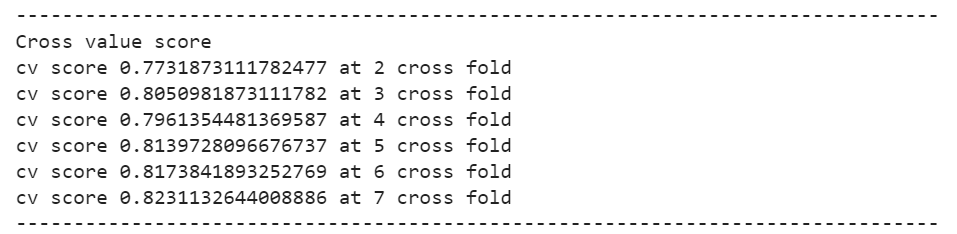 --------------------------------------------------------------------------------
Cross value score
cv score 0.7731873111782477 at 2 cross fold
cv score 0.8050981873111782 at 3 cross fold
cv score 0.7961354481369587 at 4 cross fold
cv score 0.8139728096676737 at 5 cross fold
cv score 0.8173841893252769 at 6 cross fold
cv score 0.8231132644008886 at 7 cross fold
--------------------------------------------------------------------------------